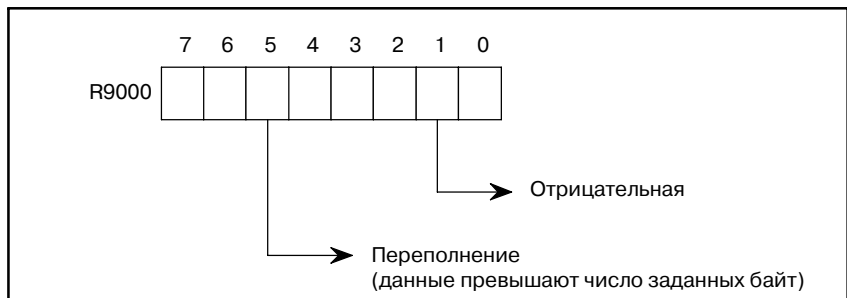 7 6 5 4 3 2 1 0
R9000
Отрицательная
Переполнение
(данные превышают число заданных байт)